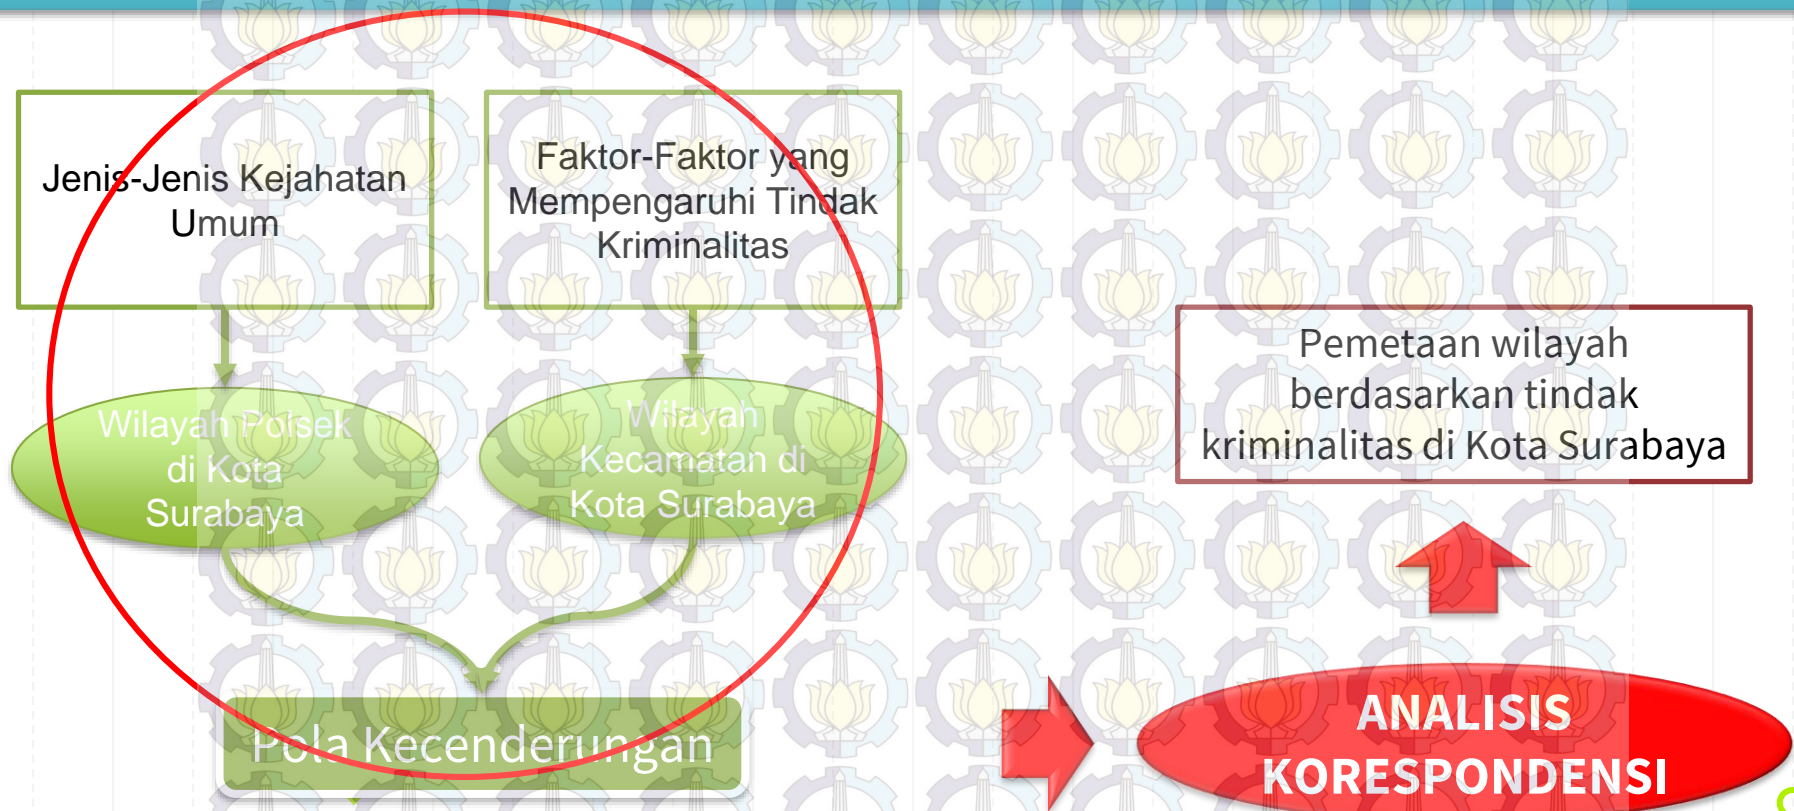 Jenis-Jenis Kejahatan
Umum
Faktor-Faktor yang
Mempengaruhi Tindak
Kriminalitas
Wilayah Polsek
di Kota
Surabaya
Wilayah
Kecamatan di
Kota Surabaya
Pola Kecenderungan
Pemetaan wilayah
berdasarkan tindak
kriminalitas di Kota Surabaya
ANALISIS
KORESPONDENSI